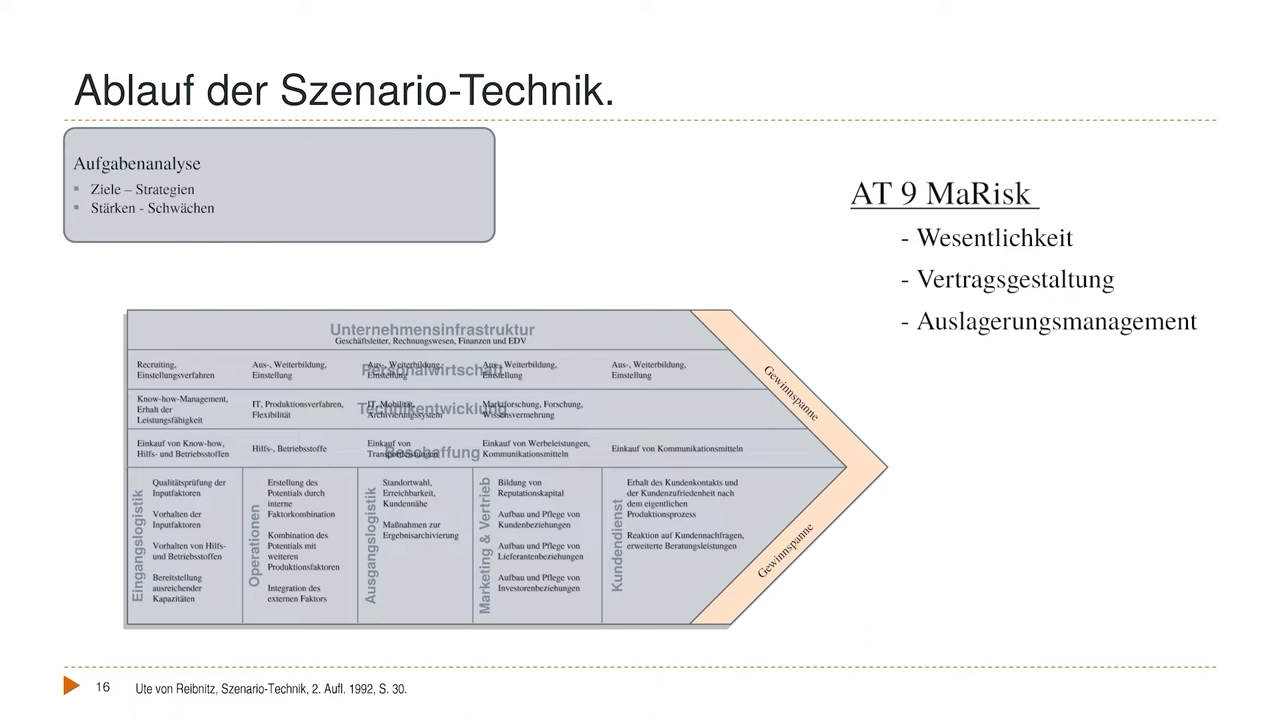 Ablauf der Szenario-Technik.
Aufgabenanalyse
Ziele – Strategien
Stärken - Schwächen
AT 9 MaRisk
- Wesentlichkeit
- Vertragsgestaltung
- Auslagerungsmanagement
Unternehmensinfrastruktur
Geschäftsleiter, Rechnungswesen, Finanzen und EDV
Personalwirtschaft
Recruiting,
Einstellungsverfahren
Aus-, Weiterbildung,
Einstellung
Aus-, Weiterbildung,
Einstellung
Aus-, Weiterbildung,
Einstellung
Aus-, Weiterbildung,
Einstellung
Technikentwicklung
Know-how-Management,
Erhalt der
Leistungsfähigkeit
IT, Produktionsverfahren,
Flexibilität
IT, Mobilität,
Archivierungssystem
Marktforschung, Forschung,
Wissensvermehrung
Beschaffung
Einkauf von Know-how,
Hilfs- und Betriebsstoffen
Hilfs-, Betriebsstoffe
Einkauf von
Transportleistungen
Einkauf von Werbeleistungen,
Kommunikationsmitteln
Einkauf von Kommunikationsmitteln
Eingangslogistik
Qualitätsprüfung der
Inputfaktoren
Vorhalten der
Inputfaktoren
Vorhalten von Hilfs-
und Betriebsstoffen
Bereitstellung
ausreichender
Kapazitäten
Operationen
Erstellung des
Potentials durch
interne
Faktorkombination
Kombination des
Potentials mit
weiteren
Produktionsfaktoren
Integration des
externen Faktors
Ausgangslogistik
Standortwahl,
Erreichbarkeit,
Kundennähe
Maßnahmen zur
Ergebnisarchivierung
Marketing & Vertrieb
Bildung von
Reputationskapital
Aufbau und Pflege von
Kundenbeziehungen
Aufbau und Pflege von
Lieferantenbeziehungen
Aufbau und Pflege von
Investorenbeziehungen
Kundendienst
Erhalt des Kundenkontakts und
der Kundenzufriedenheit nach
dem eigentlichen
Produktionsprozess
Reaktion auf Kundennachfragen,
erweiterte Beratungsleistungen
Gewinnspanne
Gewinnspanne
16
Ute von Reibnitz, Szenario-Technik, 2. Aufl. 1992, S. 30.